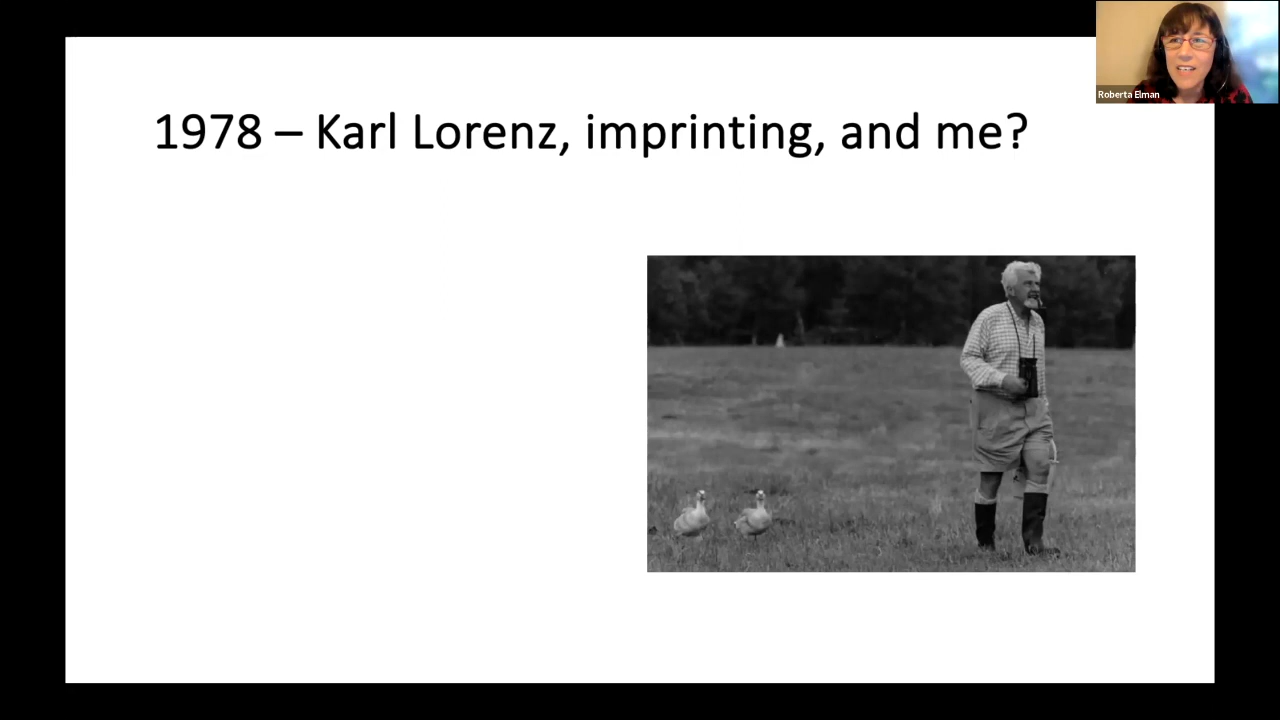 Roberta Elman
1978 – Karl Lorenz, imprinting, and me?